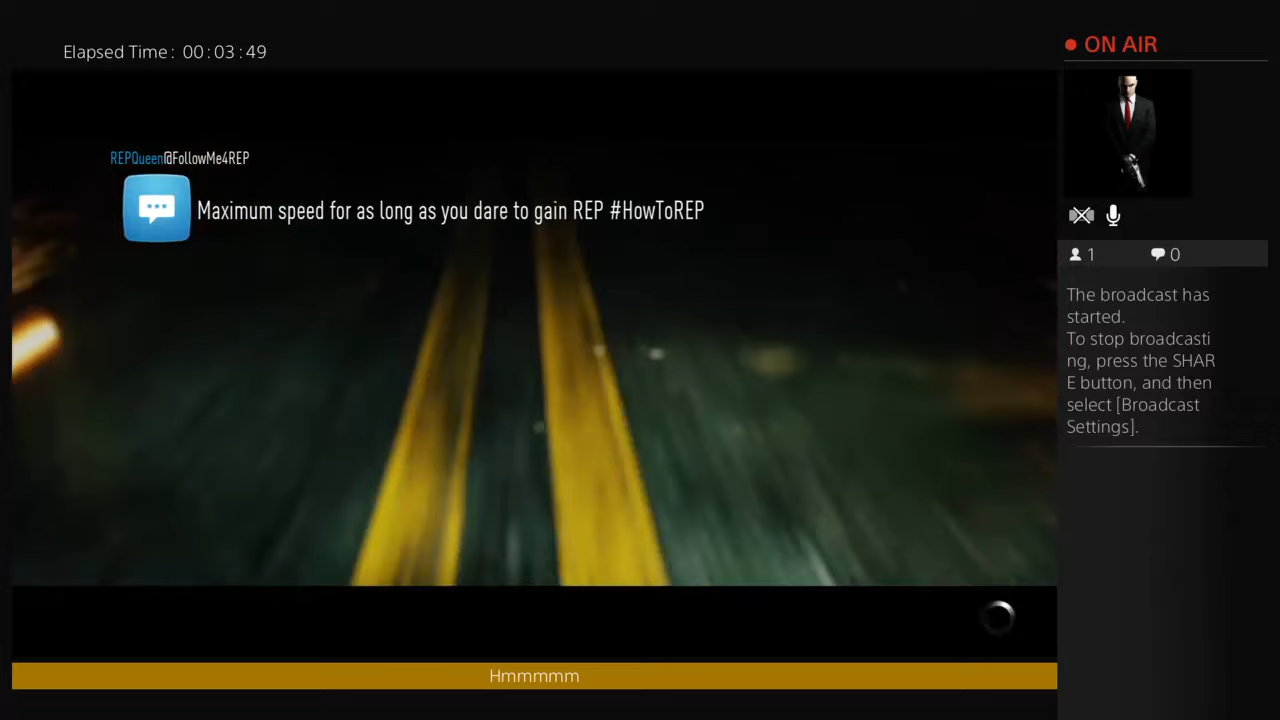 Elapsed Time: 00:03:49
ON AIR
REPQueen@FollowMe4REP
Maximum speed for as long as you dare to gain REP #HowToREP
1 0
The broadcast has
started.
To stop broadcasti
ng, press the SHAR
E button, and then
select [Broadcast
Settings].
Hmmmmm